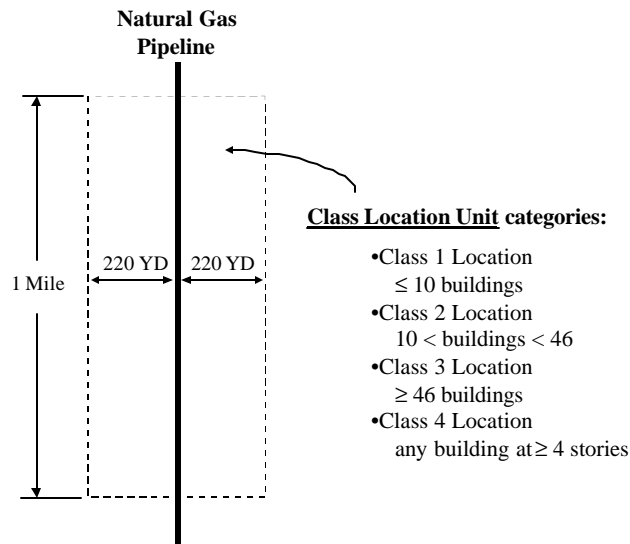 Natural Gas
Pipeline
Class Location Unit categories:
•Class 1 Location
≤ 10 buildings
•Class 2 Location
10 < buildings < 46
•Class 3 Location
≥ 46 buildings
•Class 4 Location
any building at ≥ 4 stories
220 YD
220 YD
1 Mile